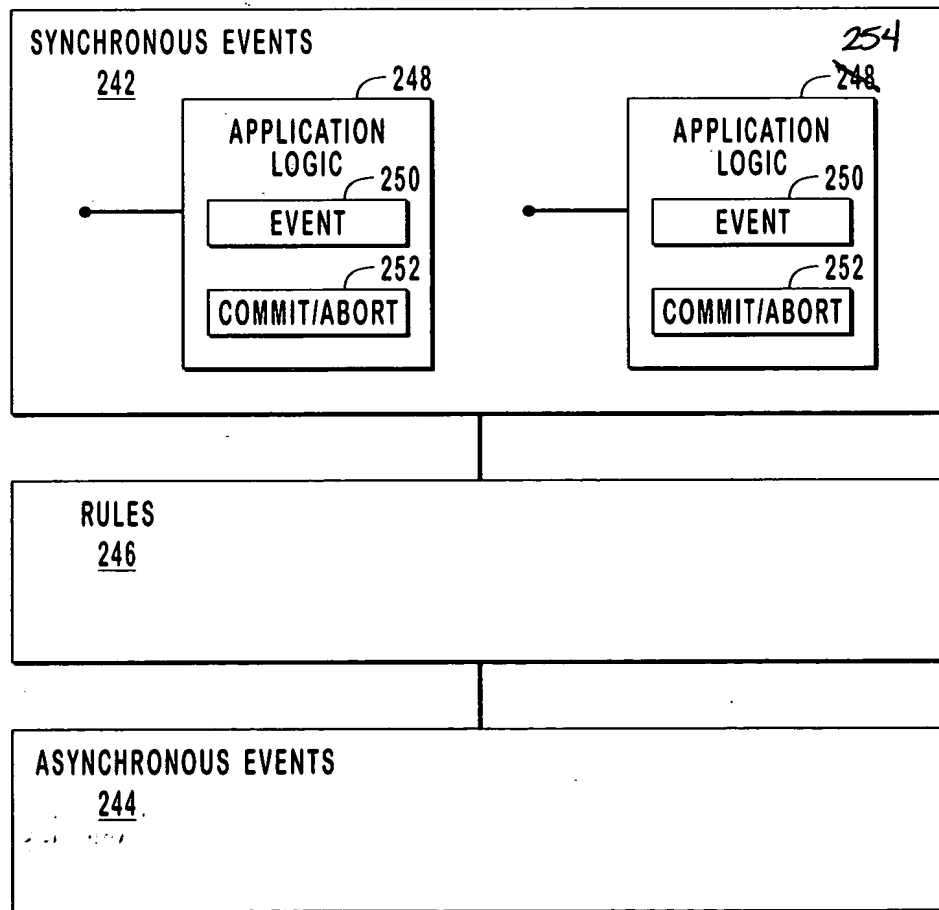 SYNCHRONOUS EVENTS
242
248
APPLICATION
LOGIC
250
EVENT
252
COMMIT/ABORT
254
248
APPLICATION
LOGIC
250
EVENT
252
COMMIT/ABORT
RULES
246
ASYNCHRONOUS EVENTS
244